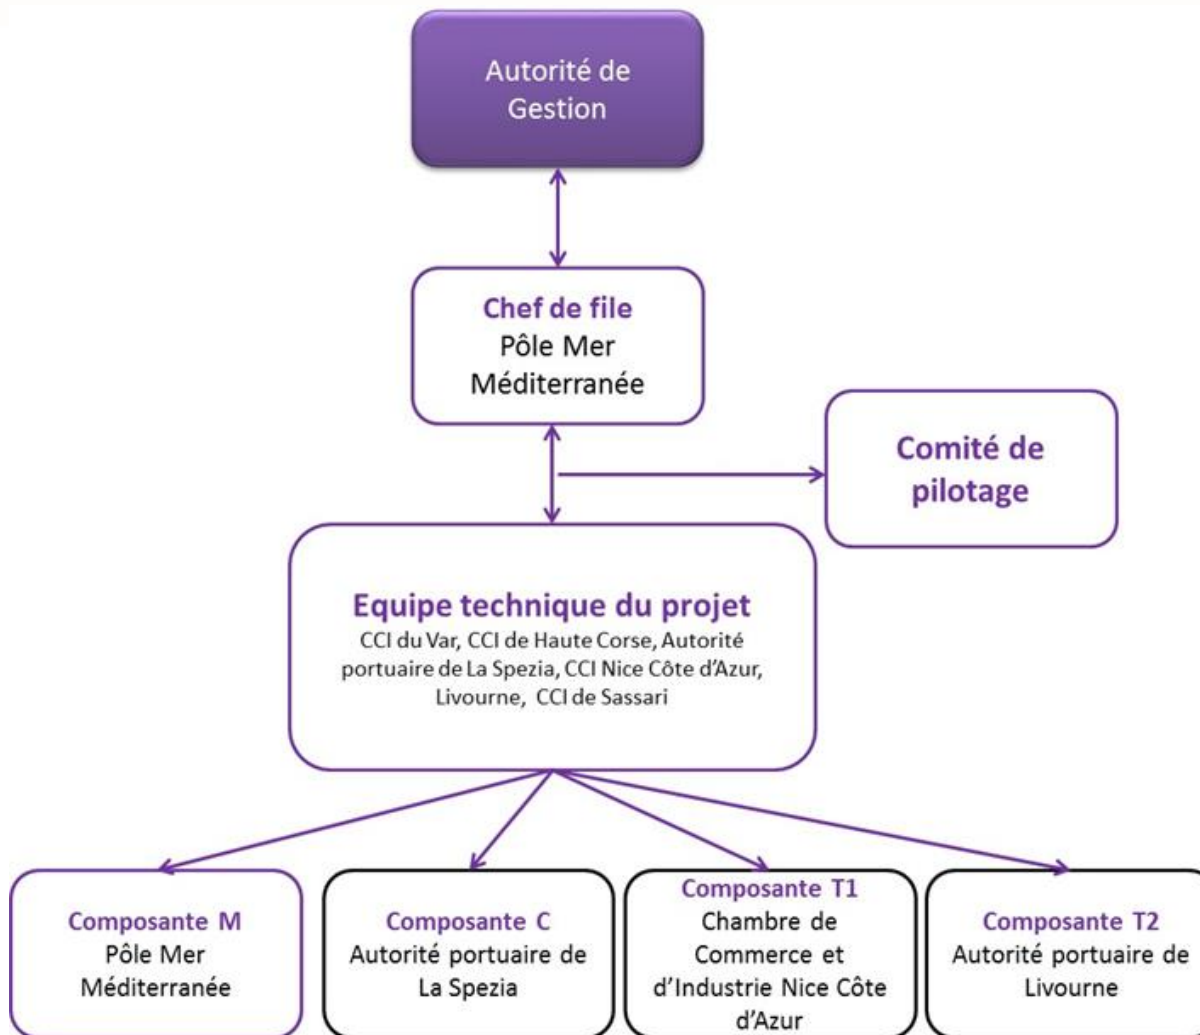 Autorité de
Gestion
Chef de file
Pôle Mer
Méditerranée
Comité de
pilotage
Equipe technique du projet
CCI du Var, CCI de Haute Corse, Autorité
portuaire de La Spezia, CCI Nice Côte d'Azur,
Livourne, CCI de Sassari
Composante M
Pôle Mer
Méditerranée
Composante C
Autorité portuaire de
La Spezia
Composante T1
Chambre de
Commerce et
d'Industrie Nice Côte
d'Azur
Composante T2
Autorité portuaire de
Livourne